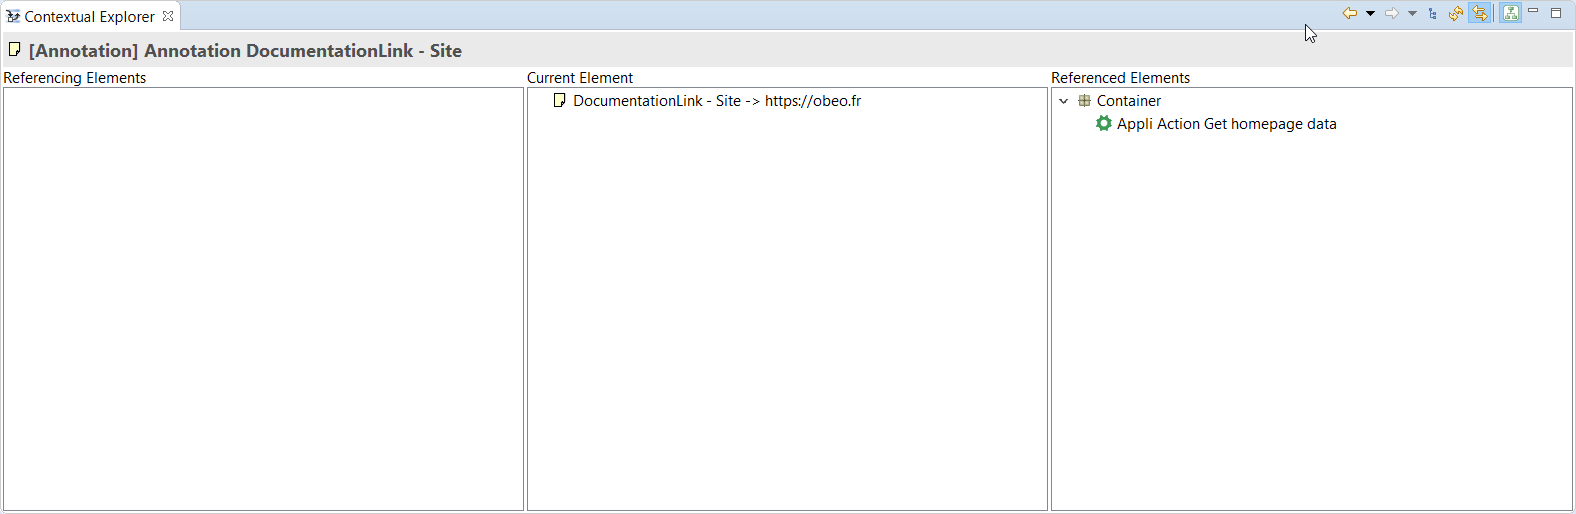 Contextual Explorer
[Annotation] Annotation DocumentationLink - Site
Referencing Elements
Current Element
DocumentationLink - Site -> https://obeo.fr
Referenced Elements
Container
Appli Action Get homepage data